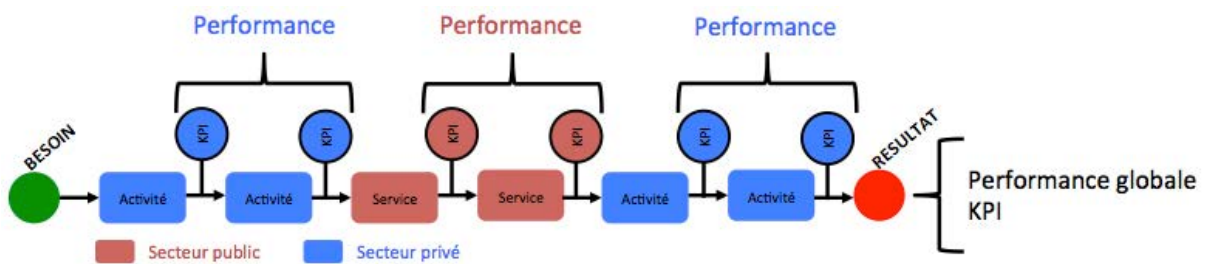 Performance
Performance
Performance
KPI
KPI
KPI
KPI
KPI
KPI
BESOIN
RESULTAT
Activité
Activité
Service
Service
Activité
Activité
Performance globale
KPI
Secteur public
Secteur privé